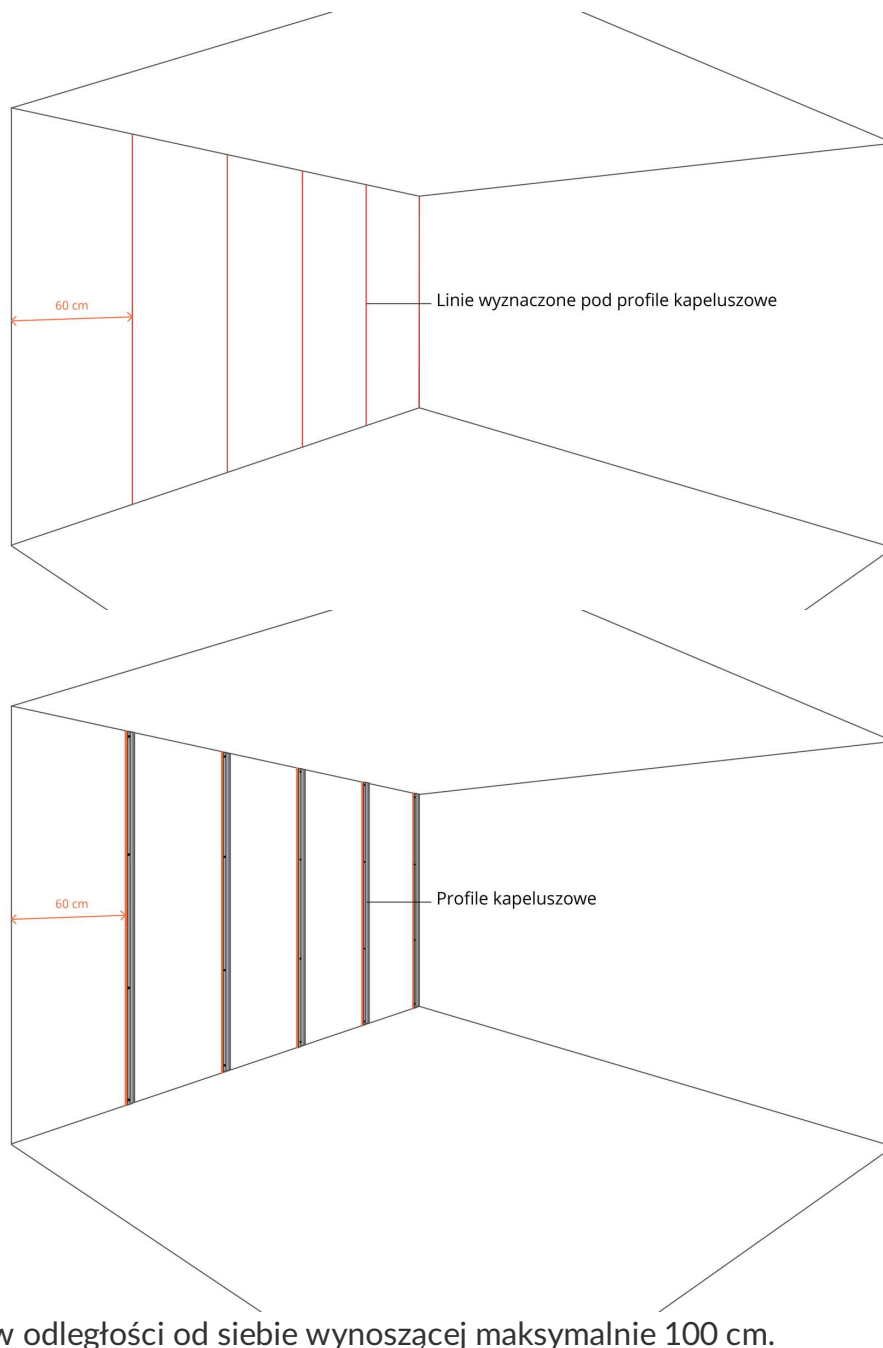 60 cm
Linie wyznaczone pod profile kapeluszowe
60 cm
Profile kapeluszowe
w odległości od siebie wynoszącej maksymalnie 100 cm.